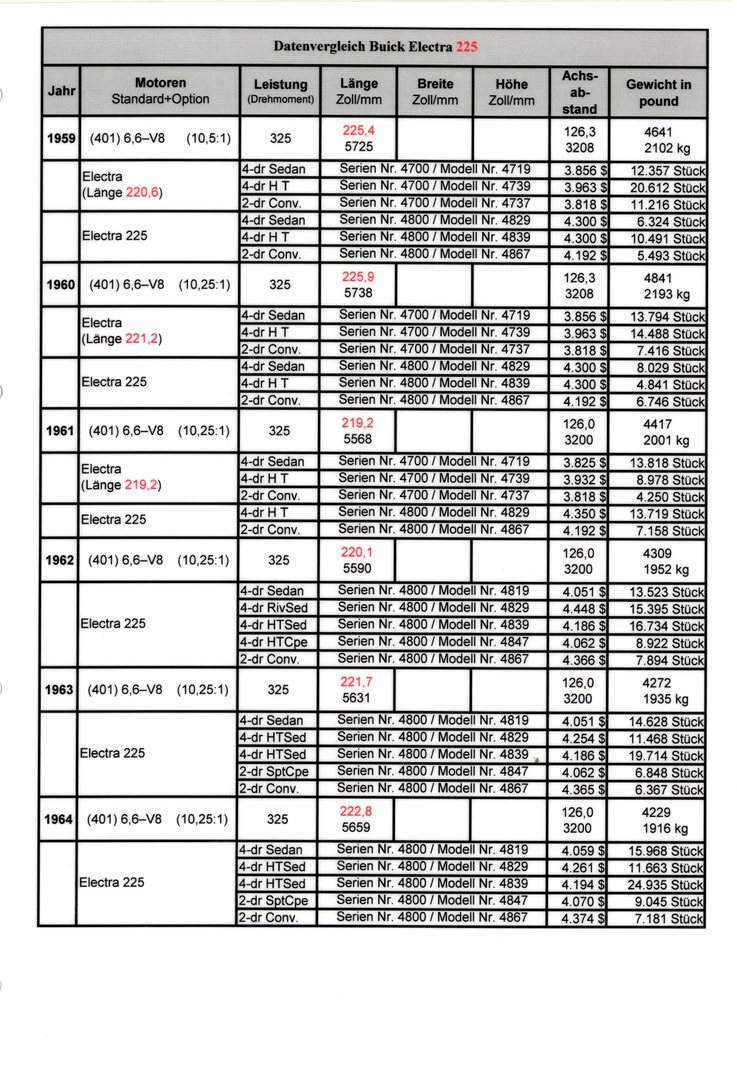 Datenvergleich Buick Electra 225
Jahr Motoren Standard+Option Leistung (Drehmoment) Länge Zoll/mm Breite Zoll/mm Höhe Zoll/mm Achs-ab-stand Gewicht in pound
1959 (401) 6,6–V8 (10,5:1) 325 225,4 5725 126,3 3208 4641 2102 kg
Electra (Länge 220,6)
4-dr Sedan Serien Nr. 4700 / Modell Nr. 4719 3.856 $ 12.357 Stück
4-dr H T Serien Nr. 4700 / Modell Nr. 4739 3.963 $ 20.612 Stück
2-dr Conv. Serien Nr. 4700 / Modell Nr. 4737 3.818 $ 11.216 Stück
Electra 225
4-dr Sedan Serien Nr. 4800 / Modell Nr. 4829 4.300 $ 6.324 Stück
4-dr H T Serien Nr. 4800 / Modell Nr. 4839 4.300 $ 10.491 Stück
2-dr Conv. Serien Nr. 4800 / Modell Nr. 4867 4.192 $ 5.493 Stück
1960 (401) 6,6–V8 (10,25:1) 325 225,9 5738 126,3 3208 4841 2193 kg
Electra (Länge 221,2)
4-dr Sedan Serien Nr. 4700 / Modell Nr. 4719 3.856 $ 13.794 Stück
4-dr H T Serien Nr. 4700 / Modell Nr. 4739 3.963 $ 14.488 Stück
2-dr Conv. Serien Nr. 4700 / Modell Nr. 4737 3.818 $ 7.416 Stück
Electra 225
4-dr Sedan Serien Nr. 4800 / Modell Nr. 4829 4.300 $ 8.029 Stück
4-dr H T Serien Nr. 4800 / Modell Nr. 4839 4.300 $ 4.841 Stück
2-dr Conv. Serien Nr. 4800 / Modell Nr. 4867 4.192 $ 6.746 Stück
1961 (401) 6,6–V8 (10,25:1) 325 219,2 5568 126,0 3200 4417 2001 kg
Electra (Länge 219,2)
4-dr Sedan Serien Nr. 4700 / Modell Nr. 4719 3.825 $ 13.818 Stück
4-dr H T Serien Nr. 4700 / Modell Nr. 4739 3.932 $ 8.978 Stück
2-dr Conv. Serien Nr. 4700 / Modell Nr. 4737 3.818 $ 4.250 Stück
Electra 225
4-dr H T Serien Nr. 4800 / Modell Nr. 4829 4.350 $ 13.719 Stück
2-dr Conv. Serien Nr. 4800 / Modell Nr. 4867 4.192 $ 7.158 Stück
1962 (401) 6,6–V8 (10,25:1) 325 220,1 5590 126,0 3200 4309 1952 kg
Electra 225
4-dr Sedan Serien Nr. 4800 / Modell Nr. 4819 4.051 $ 13.523 Stück
4-dr RivSed Serien Nr. 4800 / Modell Nr. 4829 4.448 $ 15.395 Stück
4-dr HTSed Serien Nr. 4800 / Modell Nr. 4839 4.186 $ 16.734 Stück
4-dr HTCpe Serien Nr. 4800 / Modell Nr. 4847 4.062 $ 8.922 Stück
2-dr Conv. Serien Nr. 4800 / Modell Nr. 4867 4.366 $ 7.894 Stück
1963 (401) 6,6–V8 (10,25:1) 325 221,7 5631 126,0 3200 4272 1935 kg
Electra 225
4-dr Sedan Serien Nr. 4800 / Modell Nr. 4819 4.051 $ 14.628 Stück
4-dr HTSed Serien Nr. 4800 / Modell Nr. 4829 4.254 $ 11.468 Stück
4-dr HTSed Serien Nr. 4800 / Modell Nr. 4839 4.186 $ 19.714 Stück
2-dr SptCpe Serien Nr. 4800 / Modell Nr. 4847 4.062 $ 6.848 Stück
2-dr Conv. Serien Nr. 4800 / Modell Nr. 4867 4.365 $ 6.367 Stück
1964 (401) 6,6–V8 (10,25:1) 325 222,8 5659 126,0 3200 4229 1916 kg
Electra 225
4-dr Sedan Serien Nr. 4800 / Modell Nr. 4819 4.059 $ 15.968 Stück
4-dr HTSed Serien Nr. 4800 / Modell Nr. 4829 4.261 $ 11.663 Stück
4-dr HTSed Serien Nr. 4800 / Modell Nr. 4839 4.194 $ 24.935 Stück
2-dr SptCpe Serien Nr. 4800 / Modell Nr. 4847 4.070 $ 9.045 Stück
2-dr Conv. Serien Nr. 4800 / Modell Nr. 4867 4.374 $ 7.181 Stück